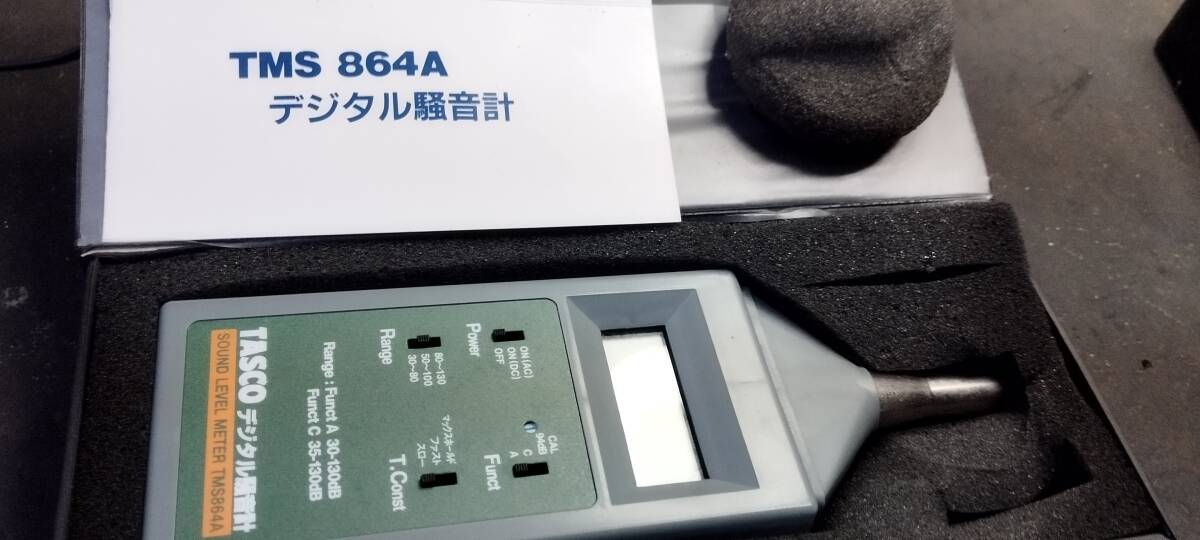 TMS 864A
デジタル騒音計
Power
ON(AC)
ON(DC)
OFF
Range
80~130
50~100
30~80
CAL
94dB
C
A
Funct
マックスホールド
ファスト
スロー
T.Const
Range : Funct A 30-130dB
Funct C 35-130dB
TASCO デジタル騒音計
SOUND LEVEL METER TMS864A